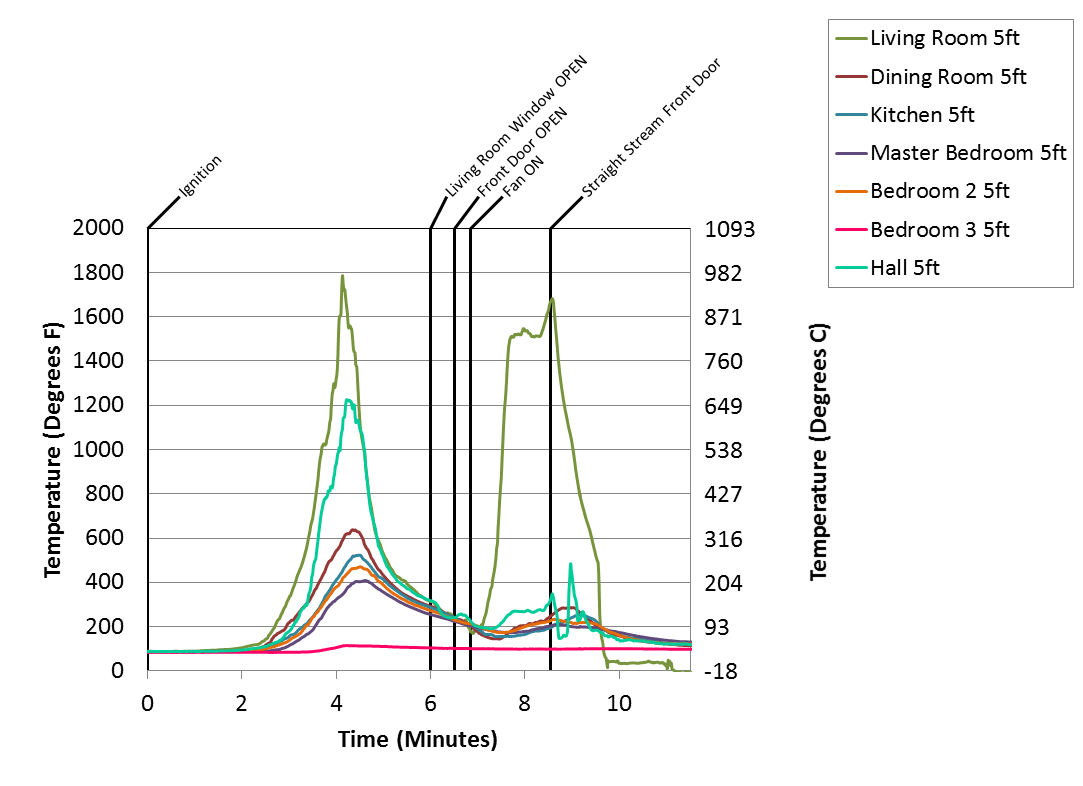 Living Room 5ft
Dining Room 5ft
Kitchen 5ft
Master Bedroom 5ft
Bedroom 2 5ft
Bedroom 3 5ft
Hall 5ft
Ignition
Living Room Window OPEN
Front Door OPEN
Fan ON
Straight Stream Front Door
Temperature (Degrees F)
2000
1800
1600
1400
1200
1000
800
600
400
200
0
1093
982
871
760
649
538
427
316
204
93
-18
Temperature (Degrees C)
0 2 4 6 8 10
Time (Minutes)